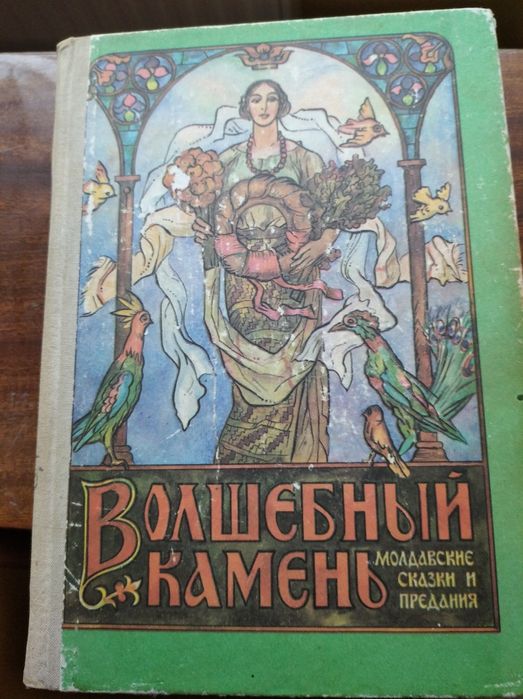 ВОЛШЕБНЫЙ
КАМЕНЬ
МОЛДАВСКИЕ
СКАЗКИ И
ПРЕДАНИЯ